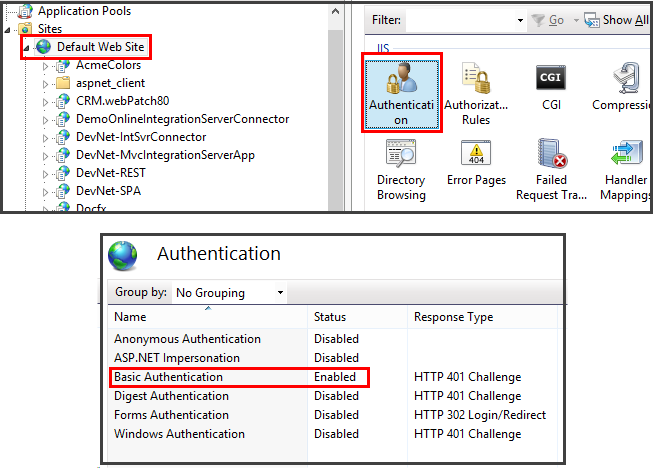 Application Pools
Sites
Default Web Site
AcmeColors
aspnet_client
CRM.webPatch80
DemoOnlineIntegrationServerConnector
DevNet-IntSvrConnector
DevNet-MvcIntegrationServerApp
DevNet-REST
DevNet-SPA
Docfx
Filter: Go Show All
IIS
Authenticati
on
Authorizat...
Rules
CGI
CGI
Compressi
Directory
Browsing
404
Error Pages
Failed
Request Tra...
Handler
Mappings
Authentication
Group by: No Grouping
Name Status Response Type
Anonymous Authentication Disabled
ASP.NET Impersonation Disabled
Basic Authentication Enabled HTTP 401 Challenge
Digest Authentication Disabled HTTP 401 Challenge
Forms Authentication Disabled HTTP 302 Login/Redirect
Windows Authentication Disabled HTTP 401 Challenge